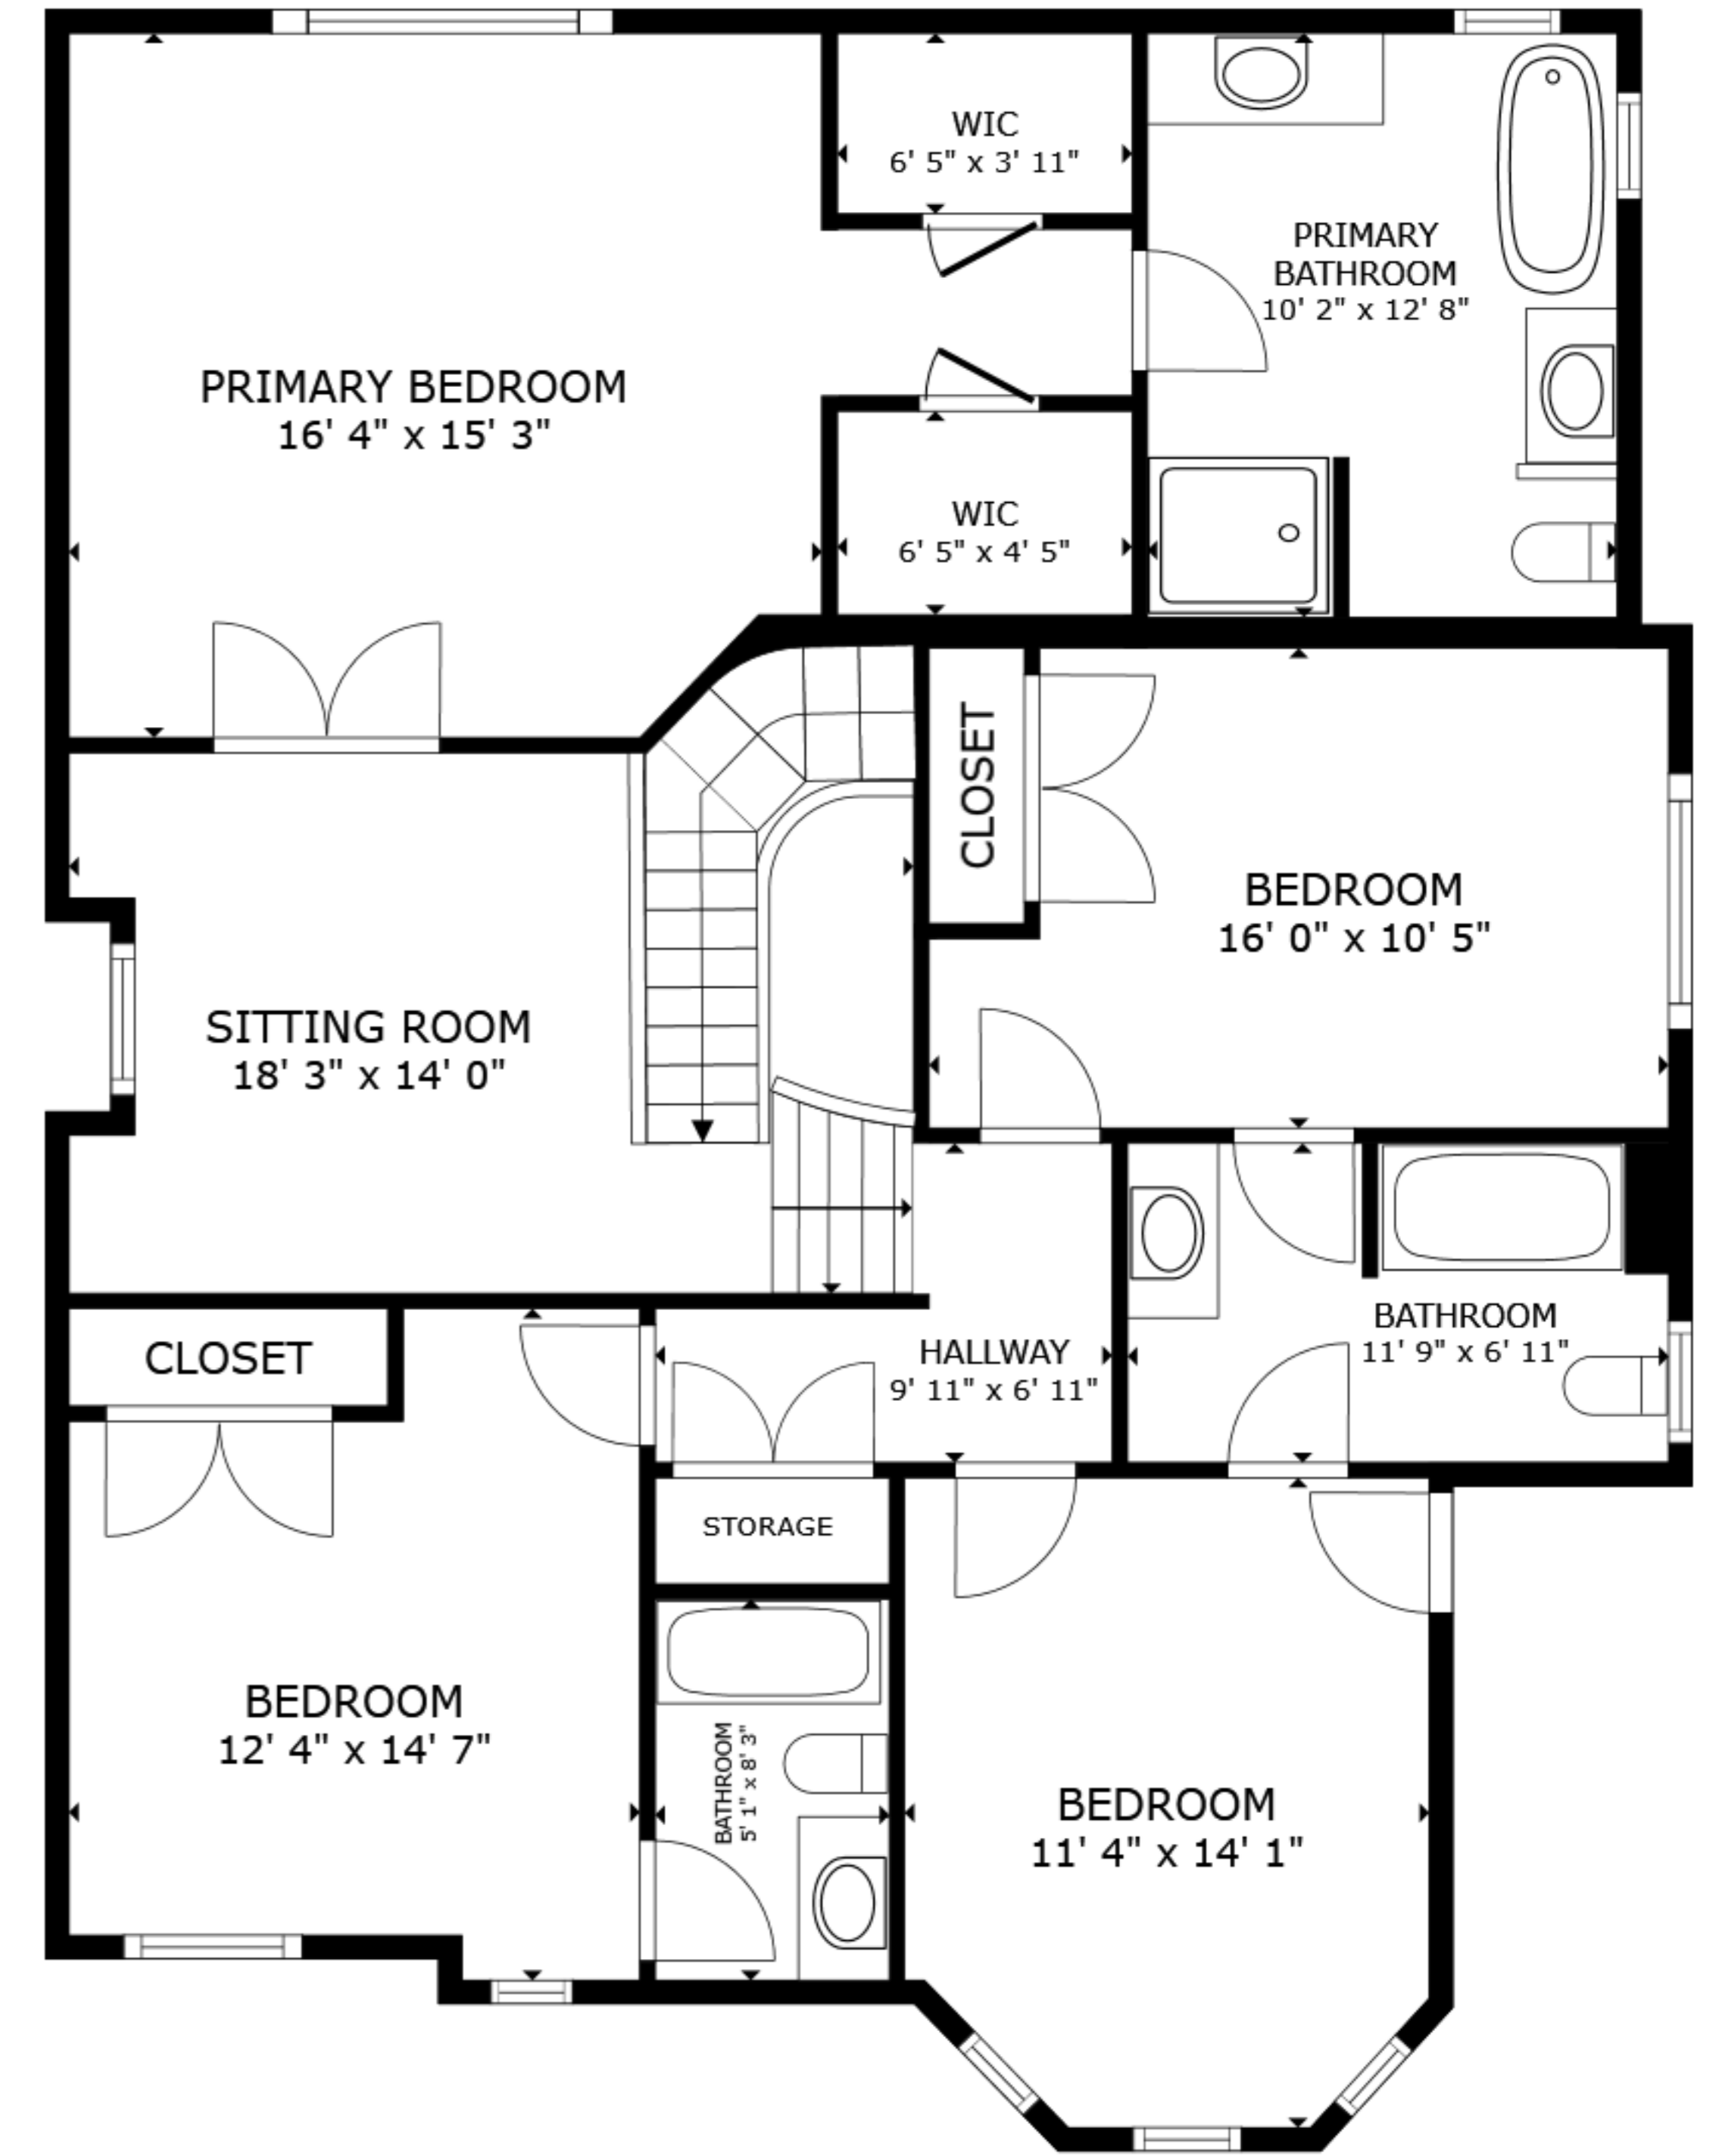 WIC
6' 5" x 3' 11"
PRIMARY
BATHROOM
10' 2" x 12' 8"
PRIMARY BEDROOM
16' 4" x 15' 3"
WIC
6' 5" x 4' 5"
CLOSET
BEDROOM
16' 0" x 10' 5"
SITTING ROOM
18' 3" x 14' 0"
BATHROOM
11' 9" x 6' 11"
HALLWAY
9' 11" x 6' 11"
CLOSET
STORAGE
BEDROOM
12' 4" x 14' 7"
BATHROOM
5' 1" x 8' 3"
BEDROOM
11' 4" x 14' 1"